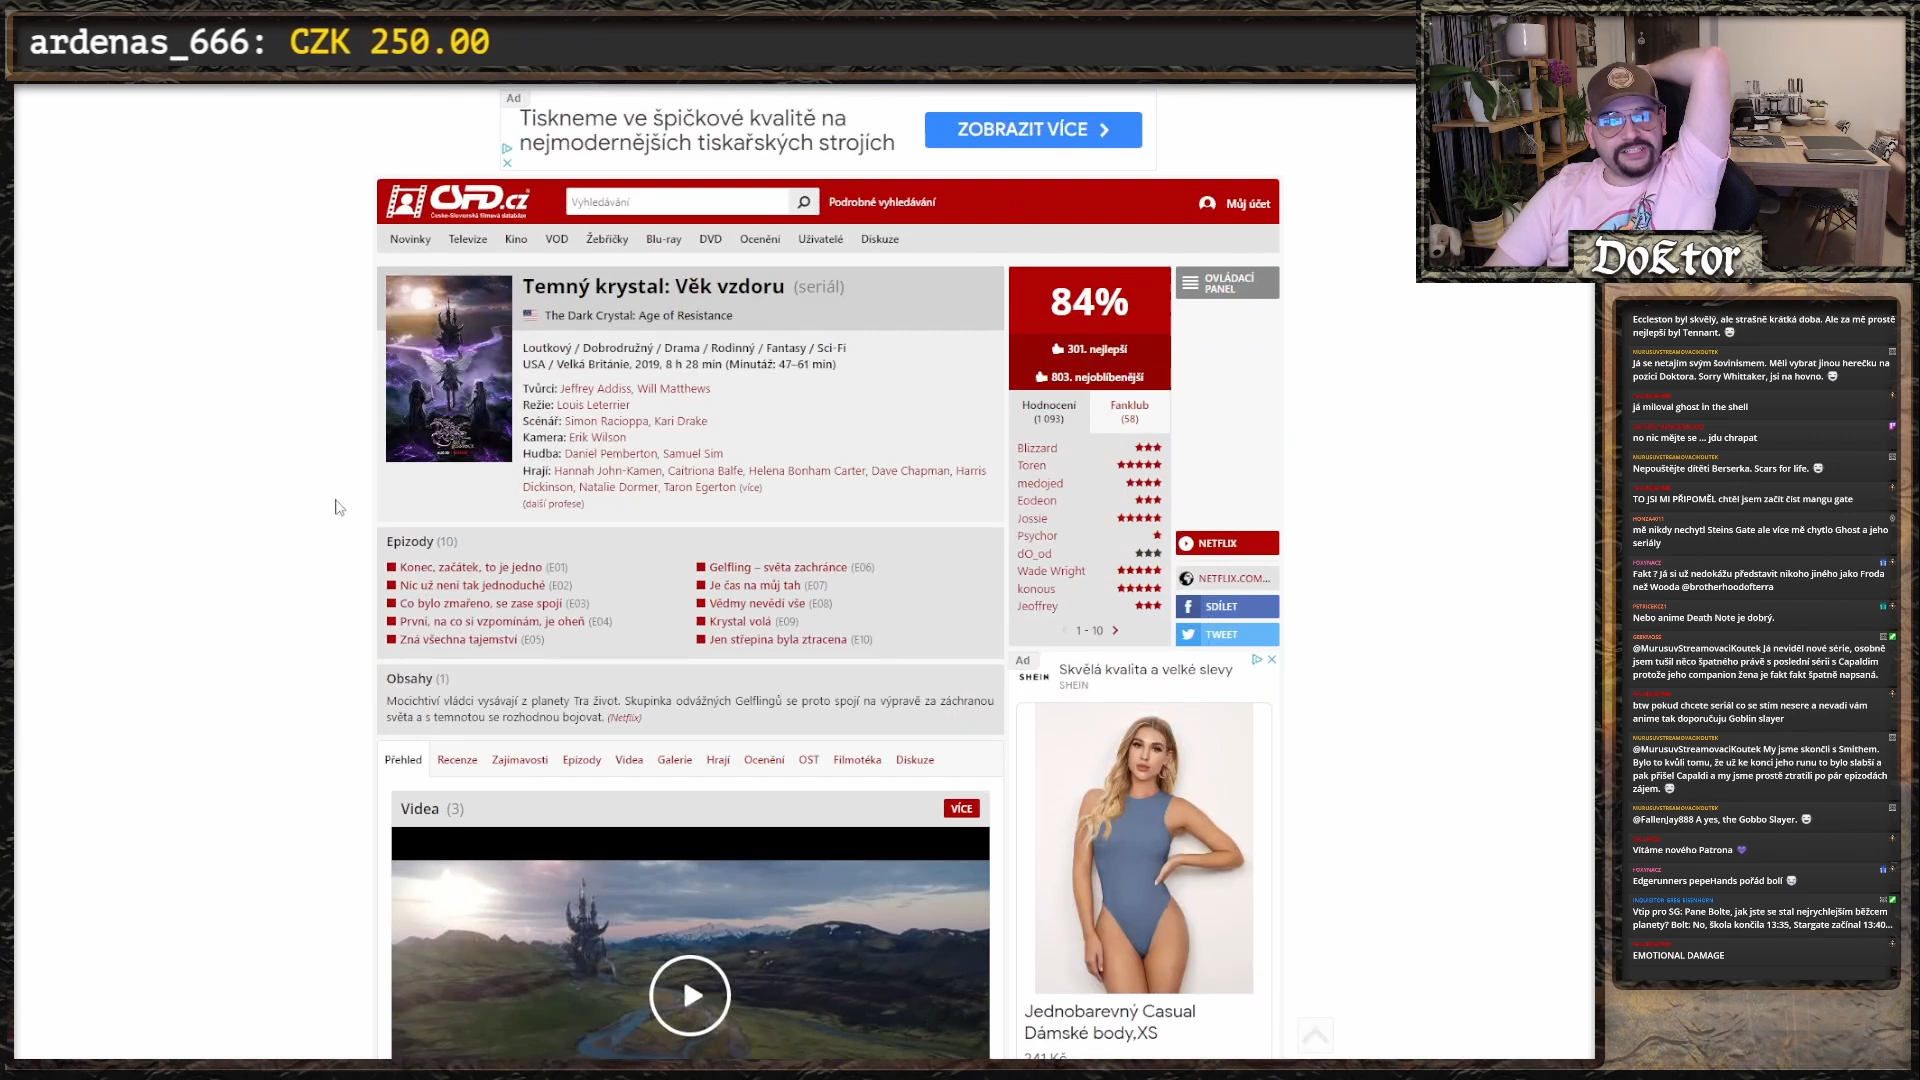 ardenas_666: CZK 250.00
Ad
Tiskneme ve špičkové kvalitě na
nejmodernějších tiskařských strojích
ZOBRAZIT VÍCE
ČSFD.cz
Česko-Slovenská filmová databáze
Vyhledávání
Podrobné vyhledávání
Můj účet
Novinky Televize Kino VOD Žebříčky Blu-ray DVD Ocenění Uživatelé Diskuze
Temný krystal: Věk vzdoru (seriál)
The Dark Crystal: Age of Resistance
Loutkový / Dobrodružný / Drama / Rodinný / Fantasy / Sci-Fi
USA / Velká Británie, 2019, 8 h 28 min (Minutáž: 47–61 min)
Tvůrci: Jeffrey Addiss, Will Matthews
Režie: Louis Leterrier
Scénář: Simon Racioppa, Kari Drake
Kamera: Erik Wilson
Hudba: Daniel Pemberton, Samuel Sim
Hrají: Hannah John-Kamen, Caitriona Balfe, Helena Bonham Carter, Dave Chapman, Harris
Dickinson, Natalie Dormer, Taron Egerton (více)
(další profese)
Epizody (10)
Konec, začátek, to je jedno (E01)
Nic už není tak jednoduché (E02)
Co bylo zmařeno, se zase spojí (E03)
První, na co si vzpomínám, je oheň (E04)
Zná všechna tajemství (E05)
Gelfling – světa zachránce (E06)
Je čas na můj tah (E07)
Vědmy nevědí vše (E08)
Krystal volá (E09)
Jen střepina byla ztracena (E10)
Obsahy (1)
Mocichtiví vládci vysávají z planety Tra život. Skupinka odvážných Gelflingů se proto spojí na výpravě za záchranou
světa a s temnotou se rozhodnou bojovat. (Netflix)
Přehled Recenze Zajímavosti Epizody Videa Galerie Hrají Ocenění OST Filmotéka Diskuze
Videa (3)
VÍCE
84%
301. nejlepší
803. nejoblíbenější
Hodnocení
(1 093)
Fanklub
(58)
Blizzard
Toren
medojed
Eodeon
Jossie
Psychor
dO_od
Wade Wright
konous
Jeoffrey
1 - 10
OVLÁDACÍ
PANEL
NETFLIX
NETFLIX.COM...
SDÍLET
TWEET
Ad
SHEIN
Skvělá kvalita a velké slevy
SHEIN
Jednobarevný Casual
Dámské body,XS
Doktor
Eccleston byl skvělý, ale strašně krátká doba. Ale za mě prostě
nejlepší byl Tennant.
MURUSUVSTREAMOVACIKOUTEK
Já se netajím svým šovinismem. Měli vybrat jinou herečku na
pozici Doktora. Sorry Whittaker, jsi na hovno.
já miloval ghost in the shell
no nic mějte se ... jdu chrapat
MURUSUVSTREAMOVACIKOUTEK
Nepouštějte dítěti Berserka. Scars for life.
TO JSI MI PŘIPOMĚL chtěl jsem začít číst mangu gate
HONZA4011
mě nikdy nechytl Steins Gate ale více mě chytlo Ghost a jeho
seriály
FOXYNACZ
Fakt ? Já si už nedokážu představit nikoho jiného jako Froda
než Wooda @brotherhoodofterra
PETRICEKCZ1
Nebo anime Death Note je dobrý.
GEEKMOSS
@MurusuvStreamovaciKoutek Já neviděl nové série, osobně
jsem tušil něco špatného právě s poslední sérií s Capaldim
protože jeho companion žena je fakt fakt špatně napsaná.
btw pokud chcete seriál co se stím nesere a nevadí vám
anime tak doporučuju Goblin slayer
MURUSUVSTREAMOVACIKOUTEK
@MurusuvStreamovaciKoutek My jsme skončili s Smithem.
Bylo to kvůli tomu, že už ke konci jeho runu to bylo slabší a
pak přišel Capaldi a my jsme prostě ztratili po pár epizodách
zájem.
MURUSUVSTREAMOVACIKOUTEK
@FallenJay888 A yes, the Gobbo Slayer.
Vítáme nového Patrona
FOXYNACZ
Edgerunners pepeHands pořád bolí
INQUISITOR GREG EISENHORN
Vtip pro SG: Pane Bolte, jak jste se stal nejrychlejším běžcem
planety? Bolt: No, škola končila 13:35, Stargate začínal 13:40...
EMOTIONAL DAMAGE